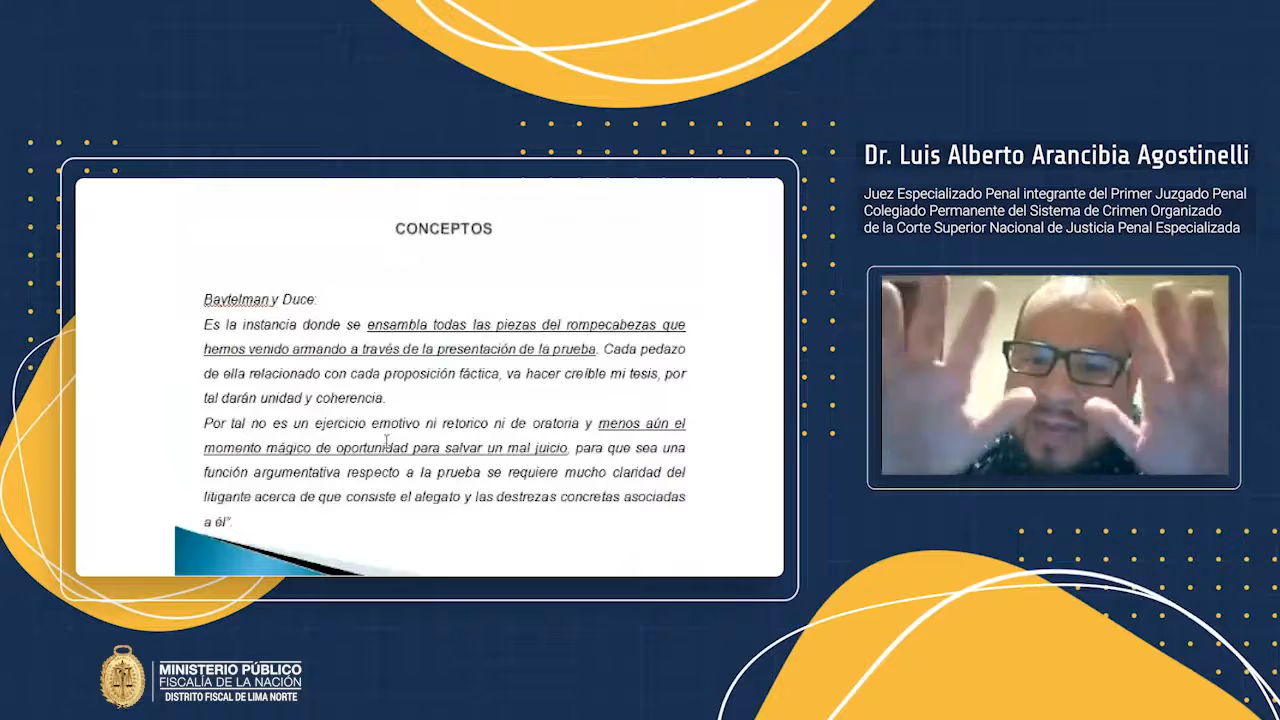 CONCEPTOS
Baytelman y Duce:
Es la instancia donde se ensambla todas las piezas del rompecabezas que
hemos venido armando a través de la presentación de la prueba. Cada pedazo
de ella relacionado con cada proposición fáctica, va hacer creíble mi tesis, por
tal darán unidad y coherencia.
Por tal no es un ejercicio emotivo ni retorico ni de oratoria y menos aún el
momento mágico de oportunidad para salvar un mal juicio, para que sea una
función argumentativa respecto a la prueba se requiere mucho claridad del
litigante acerca de que consiste el alegato y las destrezas concretas asociadas
a él".
Dr. Luis Alberto Arancibia Agostinelli
Juez Especializado Penal integrante del Primer Juzgado Penal
Colegiado Permanente del Sistema de Crimen Organizado
de la Corte Superior Nacional de Justicia Penal Especializada
MINISTERIO PÚBLICO
FISCALÍA DE LA NACIÓN
DISTRITO FISCAL DE LIMA NORTE